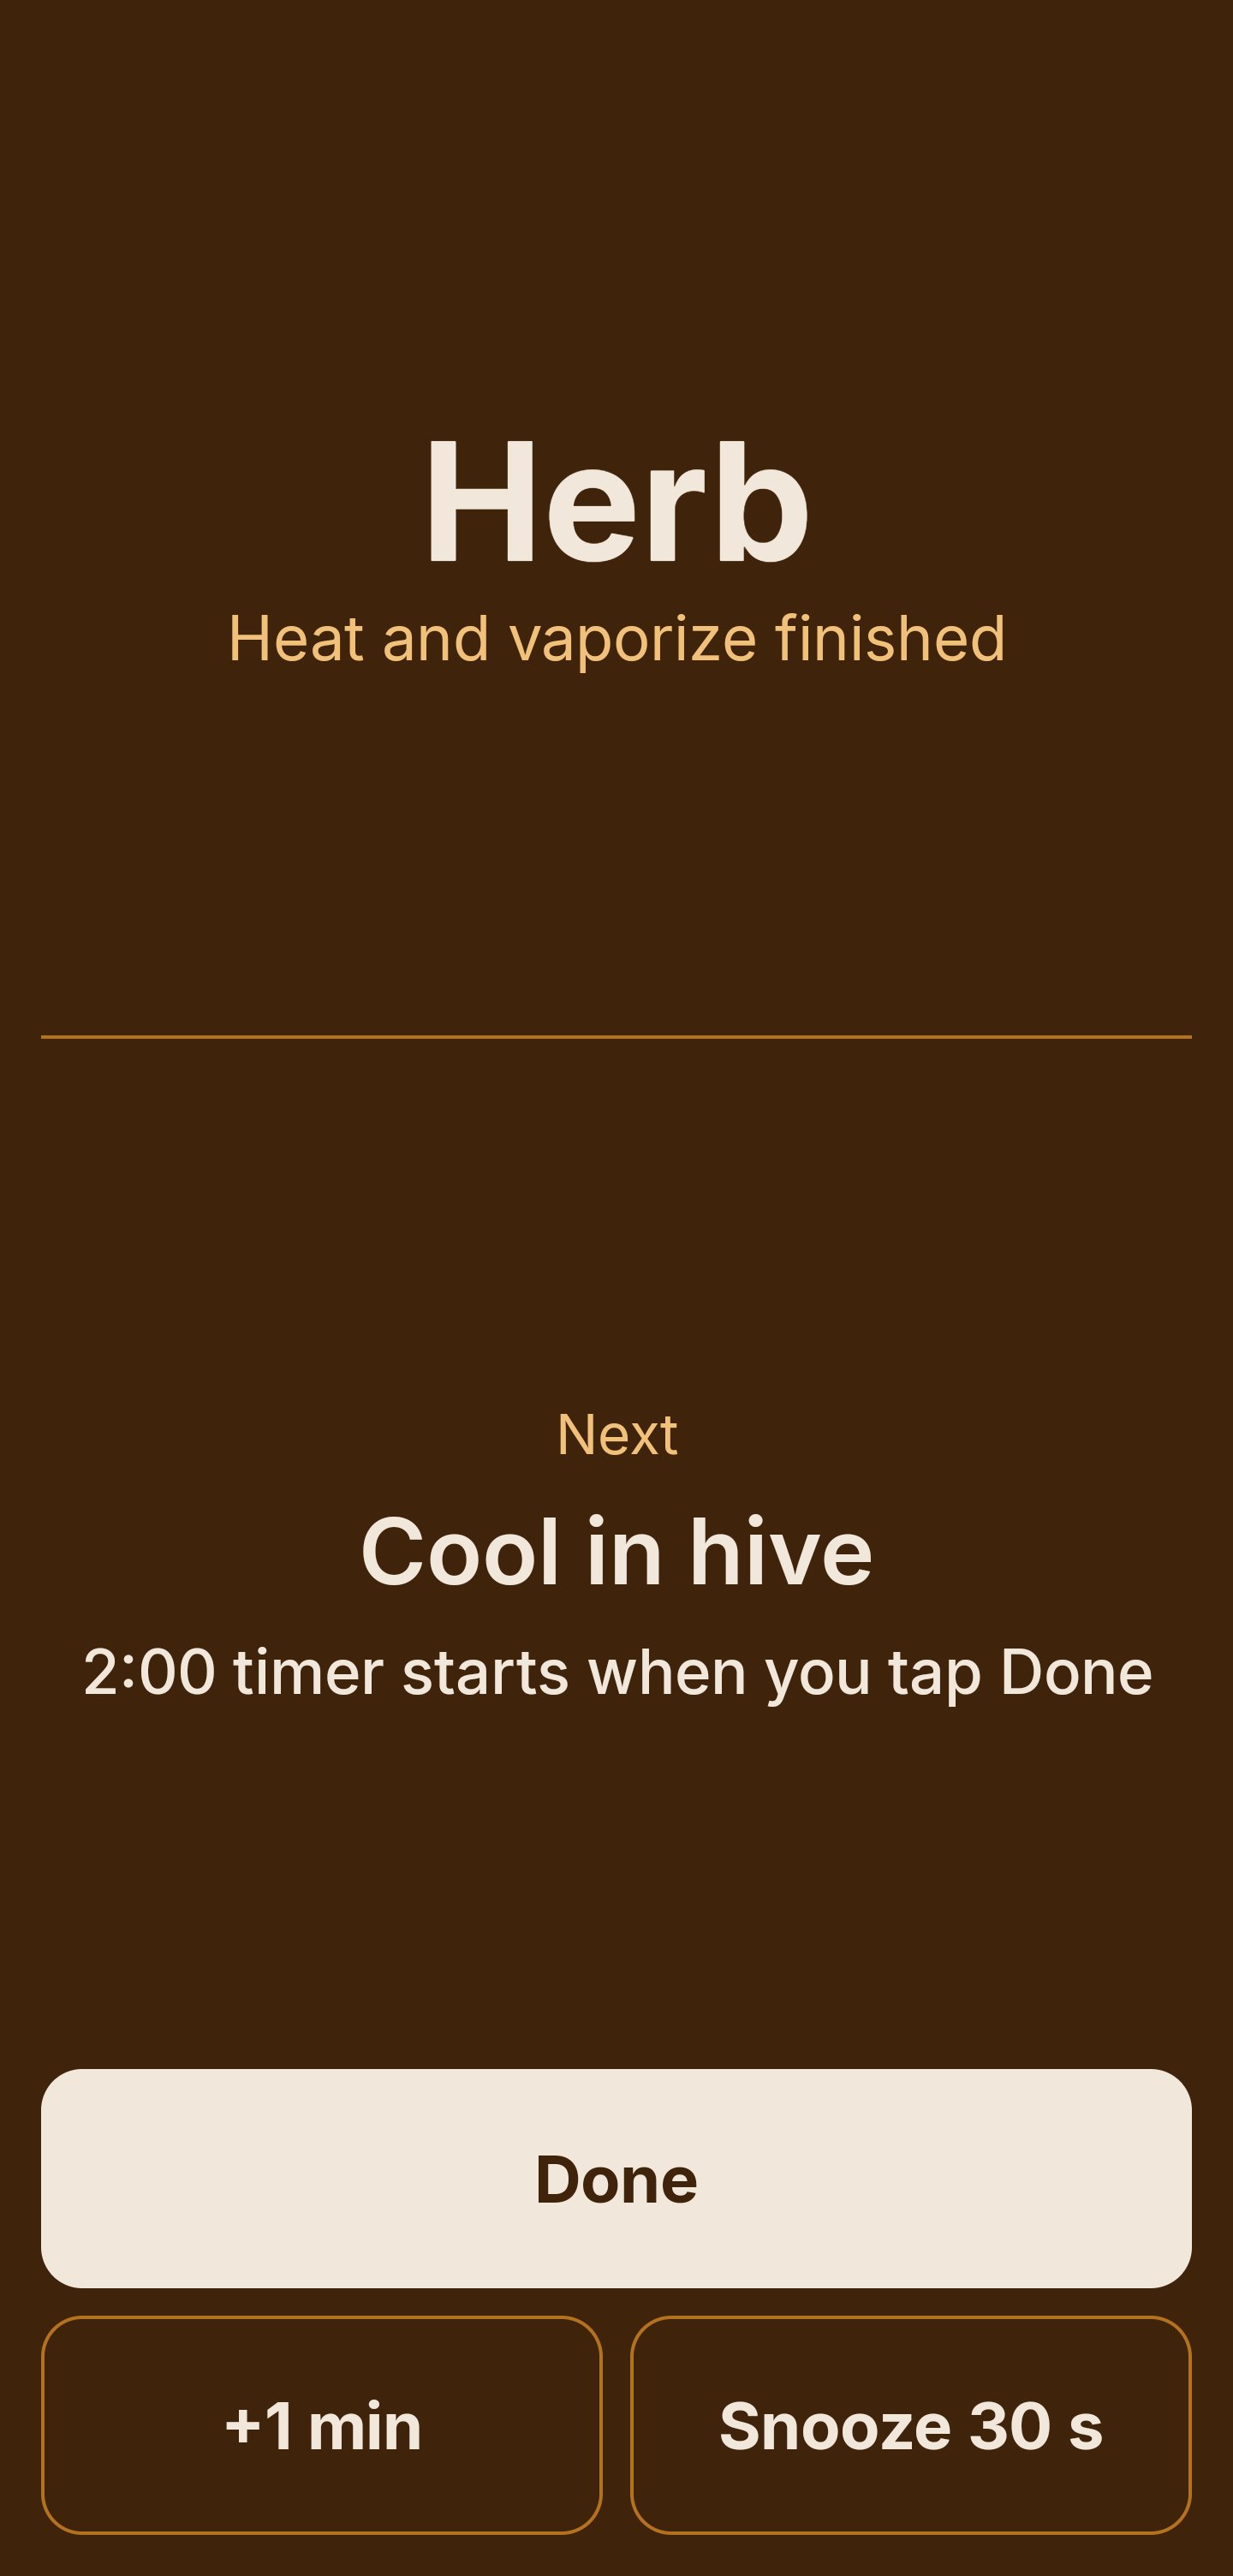 Herb
Heat and vaporize finished
Next
Cool in hive
2:00 timer starts when you tap Done
Done
+1 min
Snooze 30 s